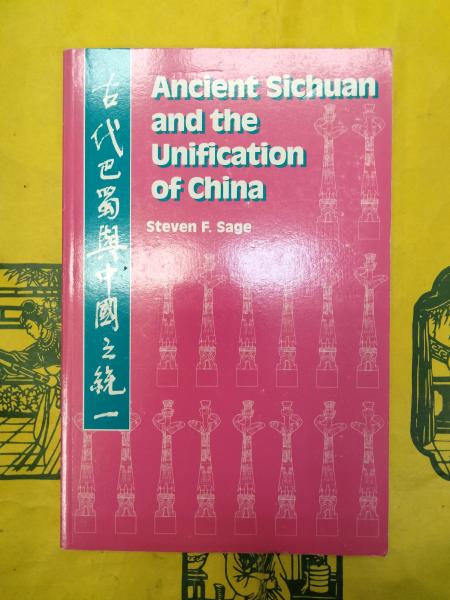 古代巴蜀與中國之統一
Ancient Sichuan
and the
Unification
of China
Steven F. Sage